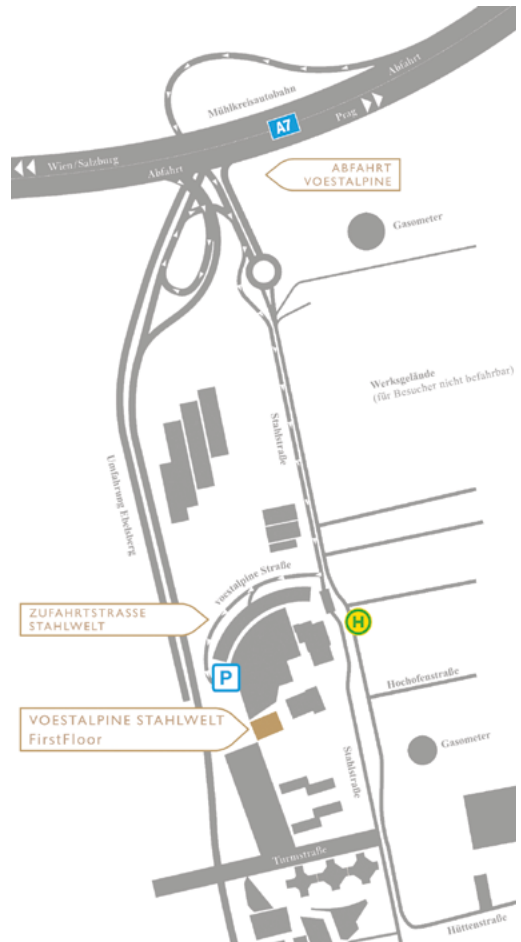 Abfahrt
Mühlkreisautobahn
A7
Prag
Wien/Salzburg
Abfahrt
ABFAHRT
VOESTALPINE
Gasometer
Werksgelände
(für Besucher nicht befahrbar)
Stahlstraße
Umfahrung Ebelsberg
voestalpine Straße
ZUFAHRTSTRASSE
STAHLWELT
H
P
Hochofenstraße
VOESTALPINE STAHLWELT
FirstFloor
Gasometer
Stahlstraße
Turmstraße
Hüttenstraße